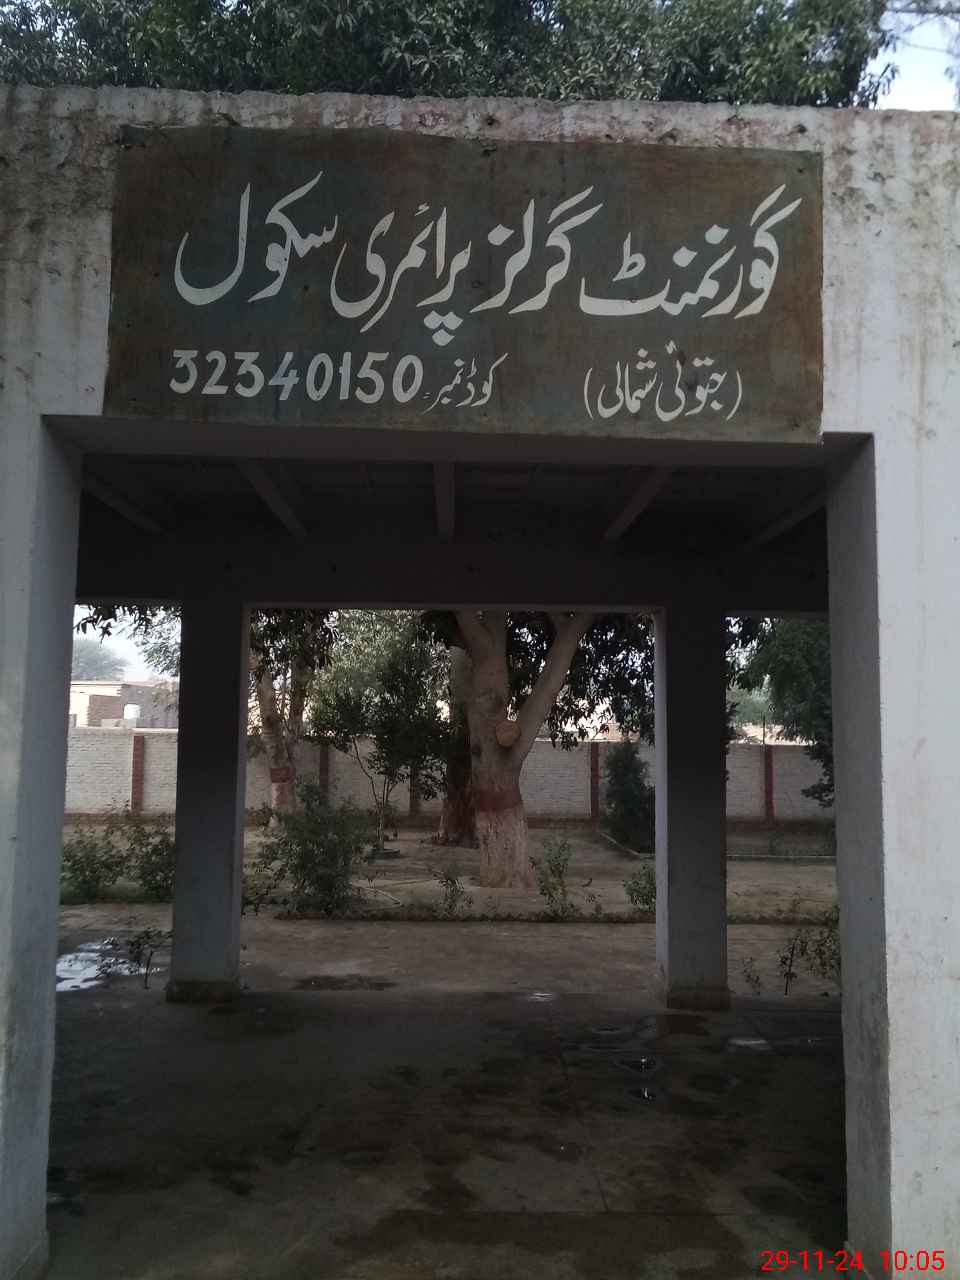 گورنمنٹ گرلز پرائمری سکول
(جتوئی شمالی) کوڈ نمبر 32340150
29-11-24 10:05